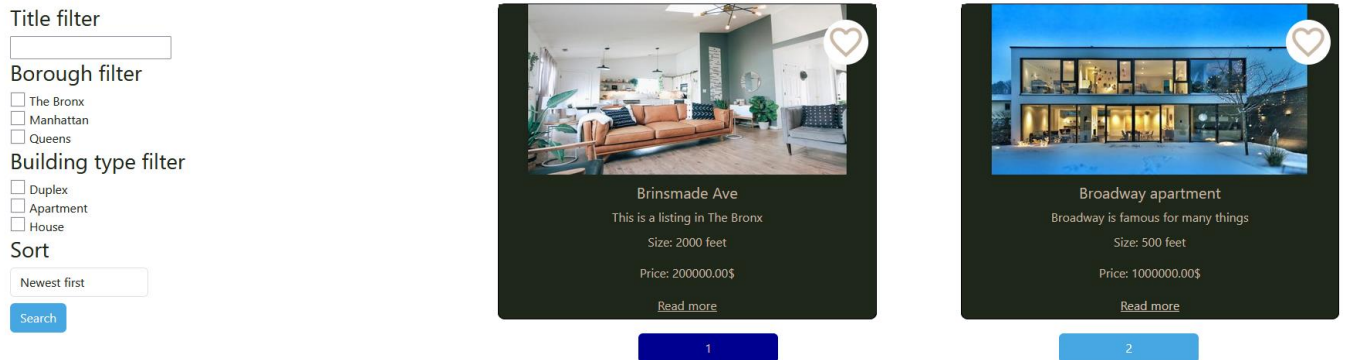 Title filter
Borough filter
The Bronx
Manhattan
Queens
Building type filter
Duplex
Apartment
House
Sort
Newest first
Search
Brinsmade Ave
This is a listing in The Bronx
Size: 2000 feet
Price: 200000.00$
Read more
Broadway apartment
Broadway is famous for many things
Size: 500 feet
Price: 1000000.00$
Read more
1
2